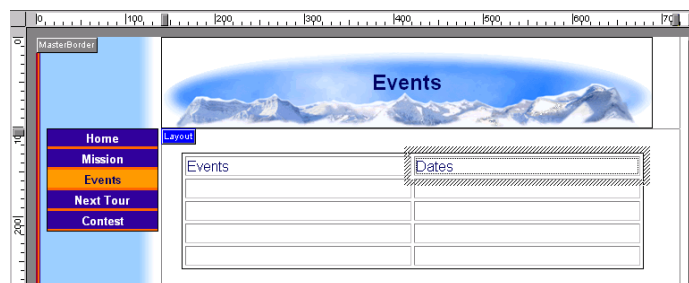 0 100 200 300 400 500 600 70
0
MasterBorder
Events
Home
Layout
Mission
Events
Dates
Events
Next Tour
Contest
200